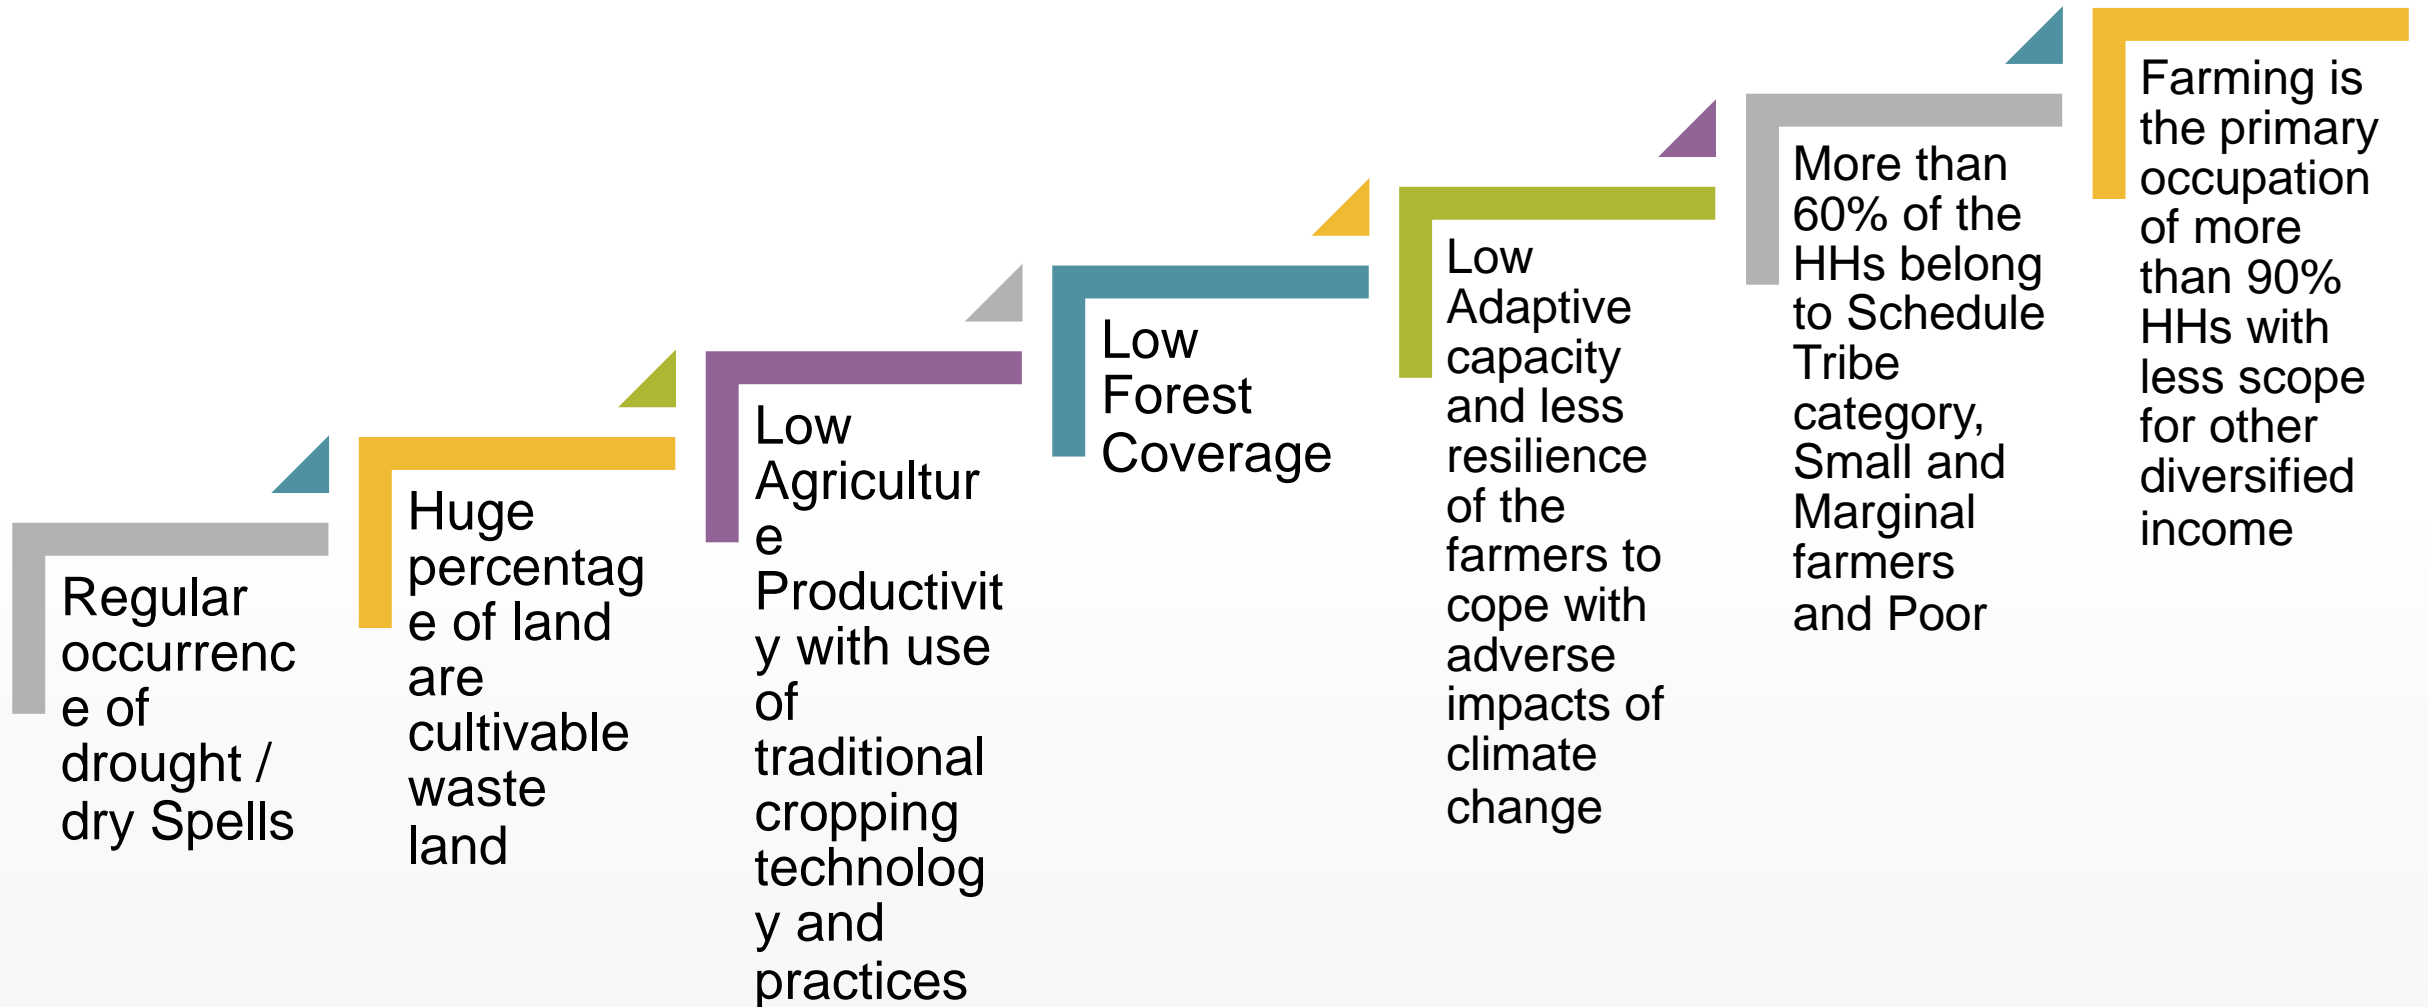 Regular
occurrenc
e of
drought /
dry Spells
Huge
percentag
e of land
are
cultivable
waste
land
Low
Agricultur
e
Productivit
y with use
of
traditional
cropping
technolog
y and
practices
Low
Forest
Coverage
Low
Adaptive
capacity
and less
resilience
of the
farmers to
cope with
adverse
impacts of
climate
change
More than
60% of the
HHs belong
to Schedule
Tribe
category,
Small and
Marginal
farmers
and Poor
Farming is
the primary
occupation
of more
than 90%
HHs with
less scope
for other
diversified
income